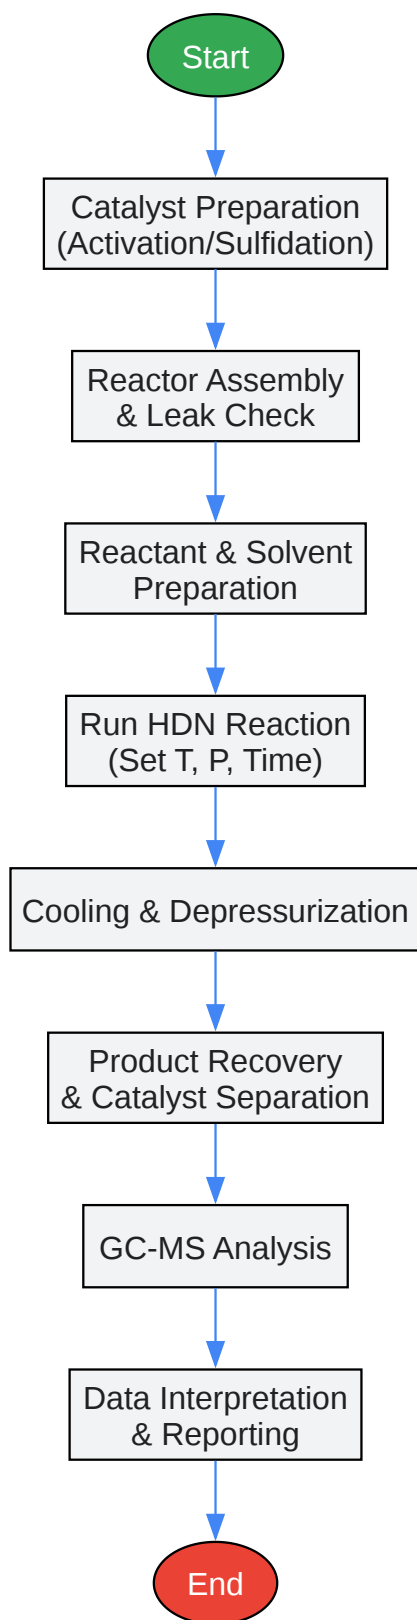 Start
Catalyst Preparation
(Activation/Sulfidation)
Reactor Assembly
& Leak Check
Reactant & Solvent
Preparation
Run HDN Reaction
(Set T, P, Time)
Cooling & Depressurization
Product Recovery
& Catalyst Separation
GC-MS Analysis
Data Interpretation
& Reporting
End